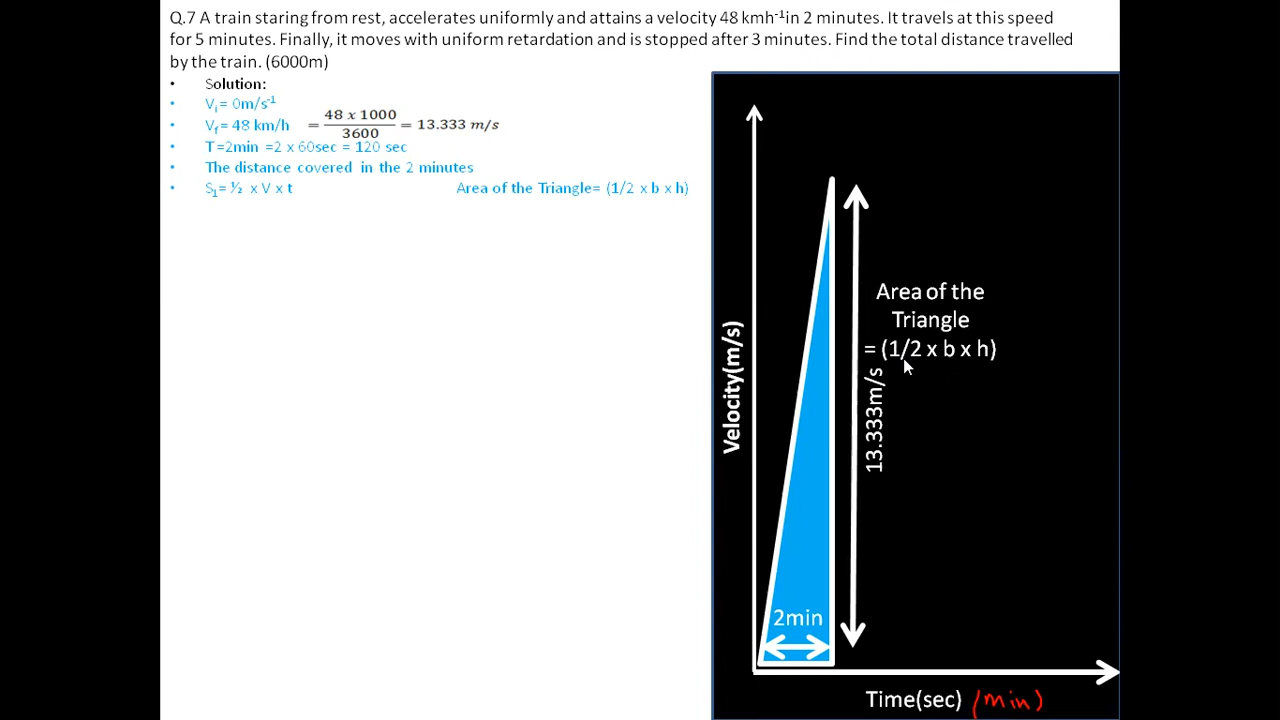 Q.7 A train staring from rest, accelerates uniformly and attains a velocity 48 kmh⁻¹in 2 minutes. It travels at this speed
for 5 minutes. Finally, it moves with uniform retardation and is stopped after 3 minutes. Find the total distance travelled
by the train. (6000m)
• Solution:
• Vᵢ= 0m/s⁻¹
• V_f= 48 km/h = 48 x 1000 / 3600 = 13.333 m/s
• T=2min =2 x 60sec = 120 sec
• The distance covered in the 2 minutes
• S₁= ½ x V x t Area of the Triangle= (1/2 x b x h)
Velocity(m/s)
Area of the
Triangle
= (1/2 x b x h)
13.333m/s
2min
Time(sec) (min)